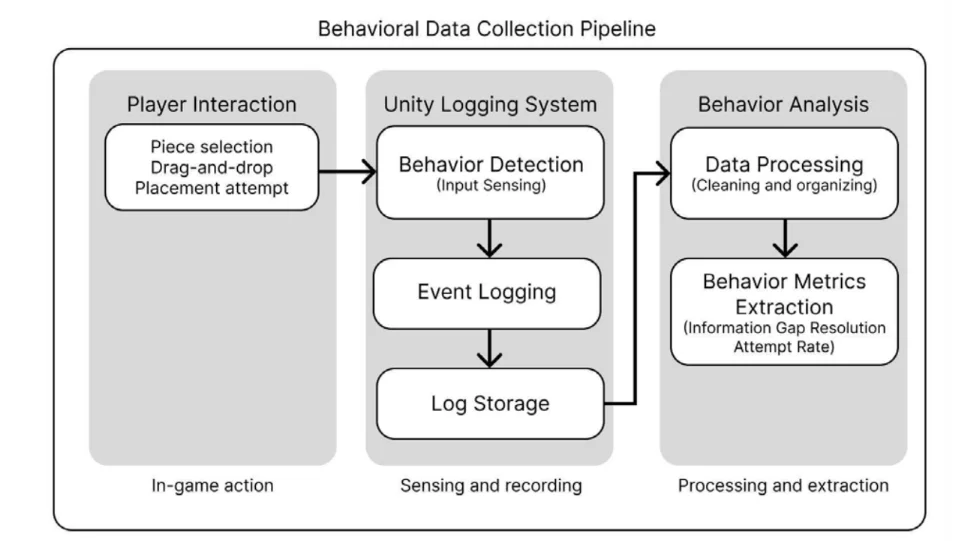 Behavioral Data Collection Pipeline
Player Interaction
Piece selection
Drag-and-drop
Placement attempt
In-game action
Unity Logging System
Behavior Detection
(Input Sensing)
Event Logging
Log Storage
Sensing and recording
Behavior Analysis
Data Processing
(Cleaning and organizing)
Behavior Metrics
Extraction
(Information Gap Resolution
Attempt Rate)
Processing and extraction